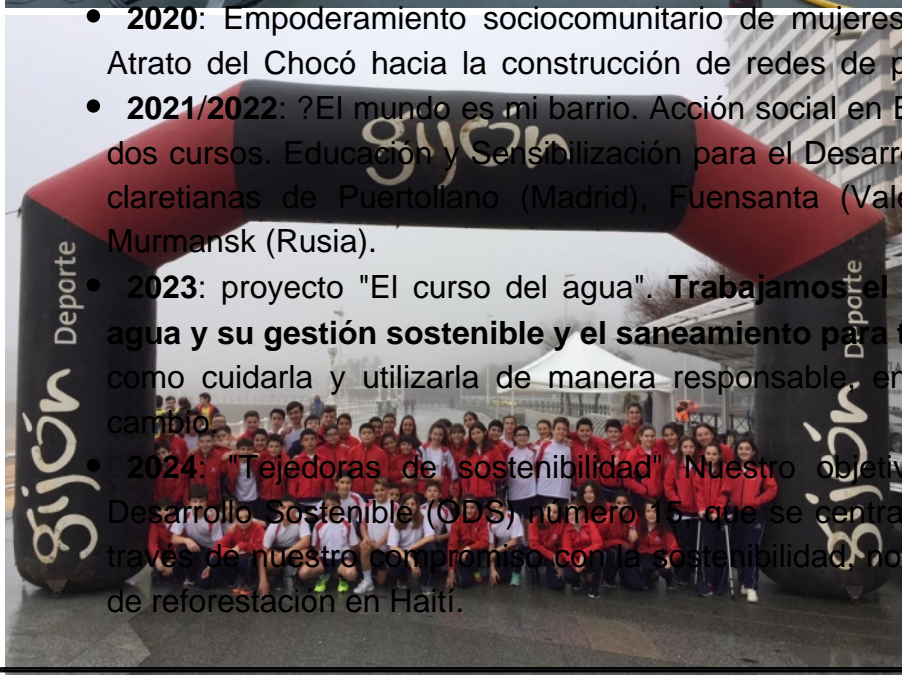 • 2020: Empoderamiento sociocomunitario de mujeres
Atrato del Chocó hacia la construcción de redes de p
• 2021/2022: ?El mundo es mi barrio. Acción social en E
dos cursos. Educación y Sensibilización para el Desarro
claretianas de Puertollano (Madrid), Fuensanta (Vale
Murmansk (Rusia).
• 2023: proyecto "El curso del agua". Trabajamos el
agua y su gestión sostenible y el saneamiento para t
como cuidarla y utilizarla de manera responsable, en
cambio.
• 2024: "Tejedoras de sostenibilidad" Nuestro objetiv
Desarrollo Sostenible (ODS) número 15, que se centra
través de nuestro compromiso con la sostenibilidad, no
de reforestación en Haití.
gijón
gijón Deporte
gijón Deporte